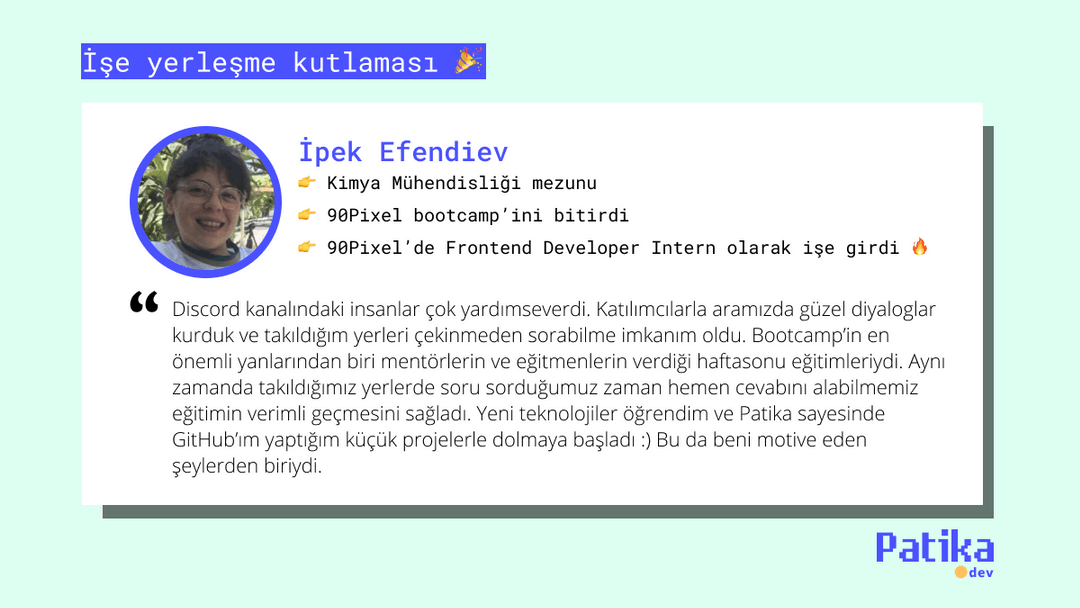 İşe yerleşme kutlaması 🎉
İpek Efendiev
👉 Kimya Mühendisliği mezunu
👉 90Pixel bootcamp’ini bitirdi
👉 90Pixel’de Frontend Developer Intern olarak işe girdi 🔥
“ Discord kanalındaki insanlar çok yardımseverdi. Katılımcılarla aramızda güzel diyaloglar
kurduk ve takıldığım yerleri çekinmeden sorabilme imkanım oldu. Bootcamp’in en
önemli yanlarından biri mentörlerin ve eğitmenlerin verdiği haftasonu eğitimleriydi. Aynı
zamanda takıldığımız yerlerde soru sorduğumuz zaman hemen cevabını alabilmemiz
eğitimin verimli geçmesini sağladı. Yeni teknolojiler öğrendim ve Patika sayesinde
GitHub’ım yaptığım küçük projelerle dolmaya başladı :) Bu da beni motive eden
şeylerden biriydi.
Patika
dev